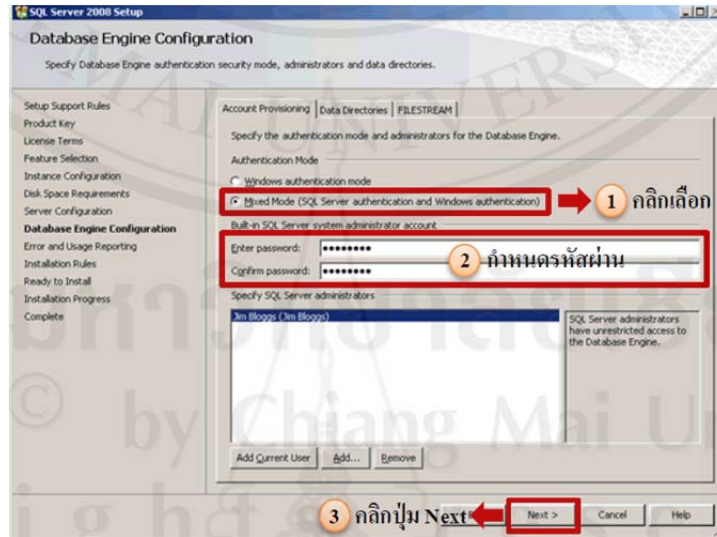 SQL Server 2008 Setup
Database Engine Configuration
Specify Database Engine authentication security mode, administrators and data directories.
Setup Support Rules
Product Key
License Terms
Feature Selection
Instance Configuration
Disk Space Requirements
Server Configuration
Database Engine Configuration
Error and Usage Reporting
Installation Rules
Ready to Install
Installation Progress
Complete
Account Provisioning Data Directories FILESTREAM
Specify the authentication mode and administrators for the Database Engine.
Authentication Mode
Windows authentication mode
Mixed Mode (SQL Server authentication and Windows authentication)
1 คลิกเลือก
Built-in SQL Server system administrator account
Enter password: ●●●●●●●●
Confirm password: ●●●●●●●●
2 กำหนดรหัสผ่าน
Specify SQL Server administrators
Jim Bloggs (Jim Bloggs)
SQL Server administrators
have unrestricted access to
the Database Engine.
Add Current User Add... Remove
3 คลิกปุ่ม Next
Next > Cancel Help
MAI UNIVERSI
© by Chiang Mai Un